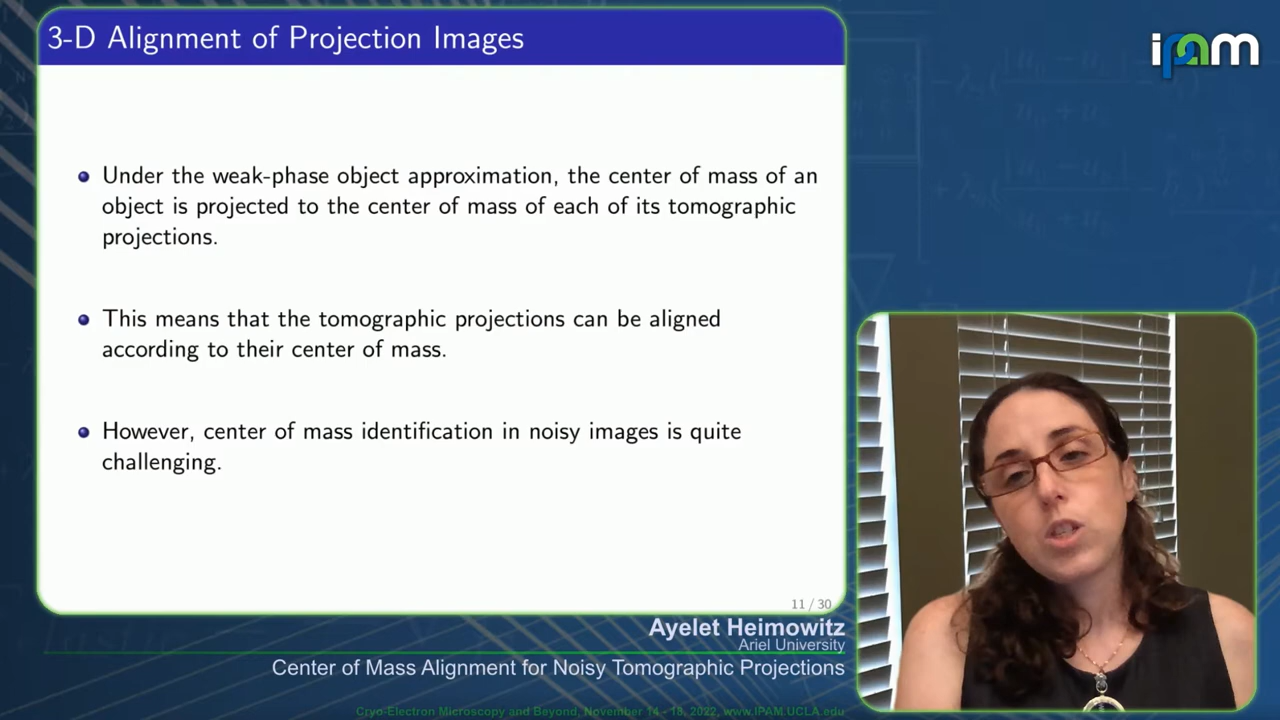 3-D Alignment of Projection Images
ipam
Under the weak-phase object approximation, the center of mass of an
object is projected to the center of mass of each of its tomographic
projections.
This means that the tomographic projections can be aligned
according to their center of mass.
However, center of mass identification in noisy images is quite
challenging.
11 / 30
Ayelet Heimowitz
Ariel University
Center of Mass Alignment for Noisy Tomographic Projections
Cryo-Electron Microscopy and Beyond, November 14 - 18, 2022, www.IPAM.UCLA.edu